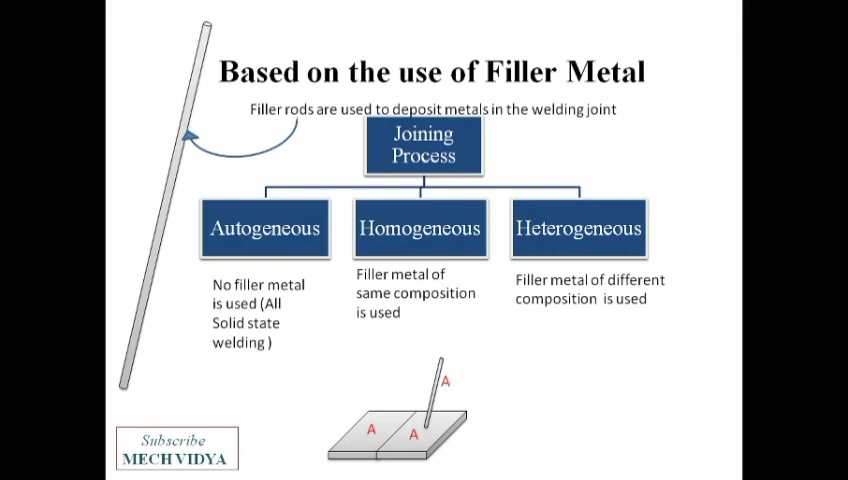 Based on the use of Filler Metal
Filler rods are used to deposit metals in the welding joint
Joining
Process
Autogeneous
Homogeneous
Heterogeneous
No filler metal
is used (All
Solid state
welding )
Filler metal of
same composition
is used
Filler metal of different
composition is used
A
A
A
Subscribe
MECH VIDYA